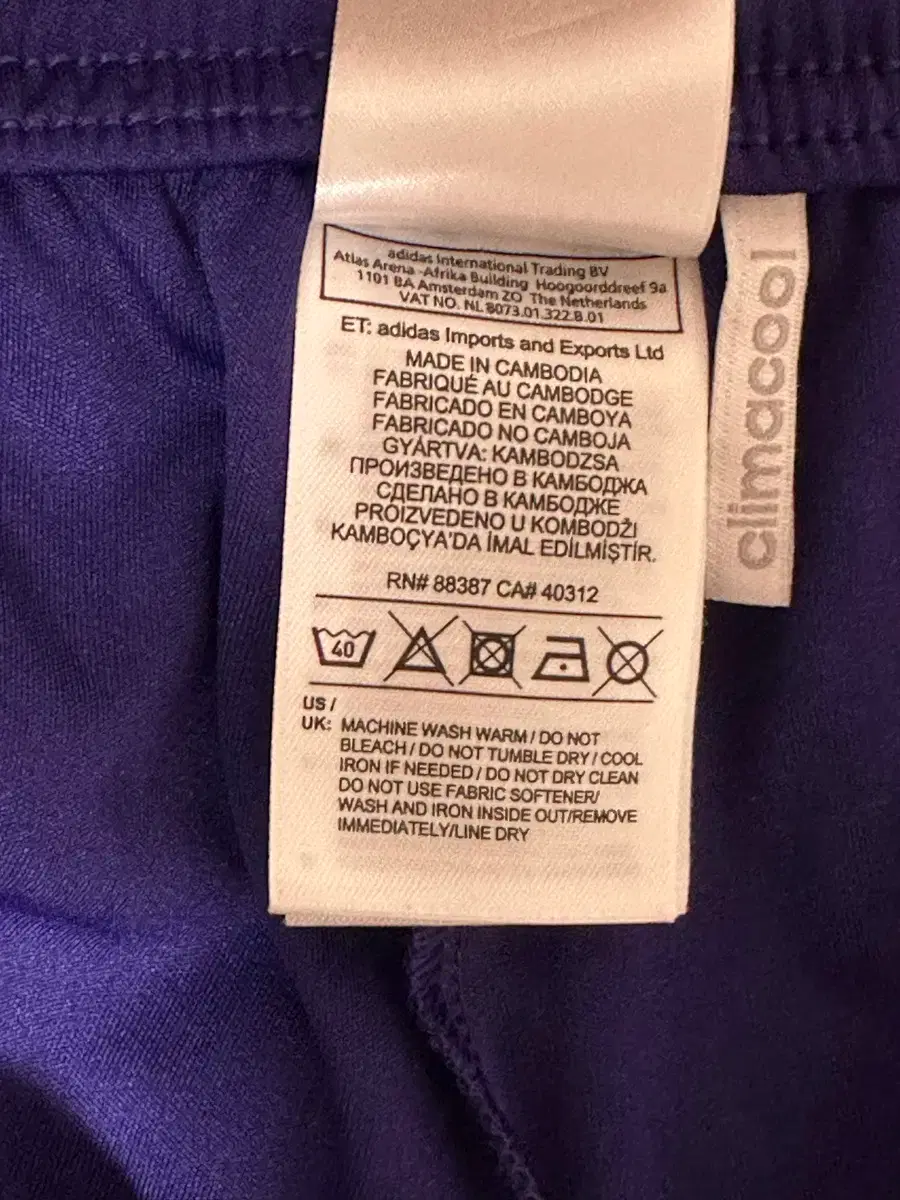 adidas International Trading BV
Atlas Arena -Afrika Building Hoogoorddreef 9a
1101 BA Amsterdam ZO The Netherlands
VAT NO. NL 8073.01.322.B.01
ET: adidas Imports and Exports Ltd
MADE IN CAMBODIA
FABRIQUÉ AU CAMBODGE
FABRICADO EN CAMBOYA
FABRICADO NO CAMBOJA
GYÁRTVA: KAMBODZSA
ПРОИЗВЕДЕНО В КАМБОДЖА
СДЕЛАНО В КАМБОДЖЕ
PROIZVEDENO U KOMBODŽI
KAMBOÇYA'DA İMAL EDİLMİŞTİR.
RN# 88387 CA# 40312
40
US /
UK: MACHINE WASH WARM / DO NOT
BLEACH / DO NOT TUMBLE DRY / COOL
IRON IF NEEDED / DO NOT DRY CLEAN
DO NOT USE FABRIC SOFTENER/
WASH AND IRON INSIDE OUT/REMOVE
IMMEDIATELY/LINE DRY
climacool